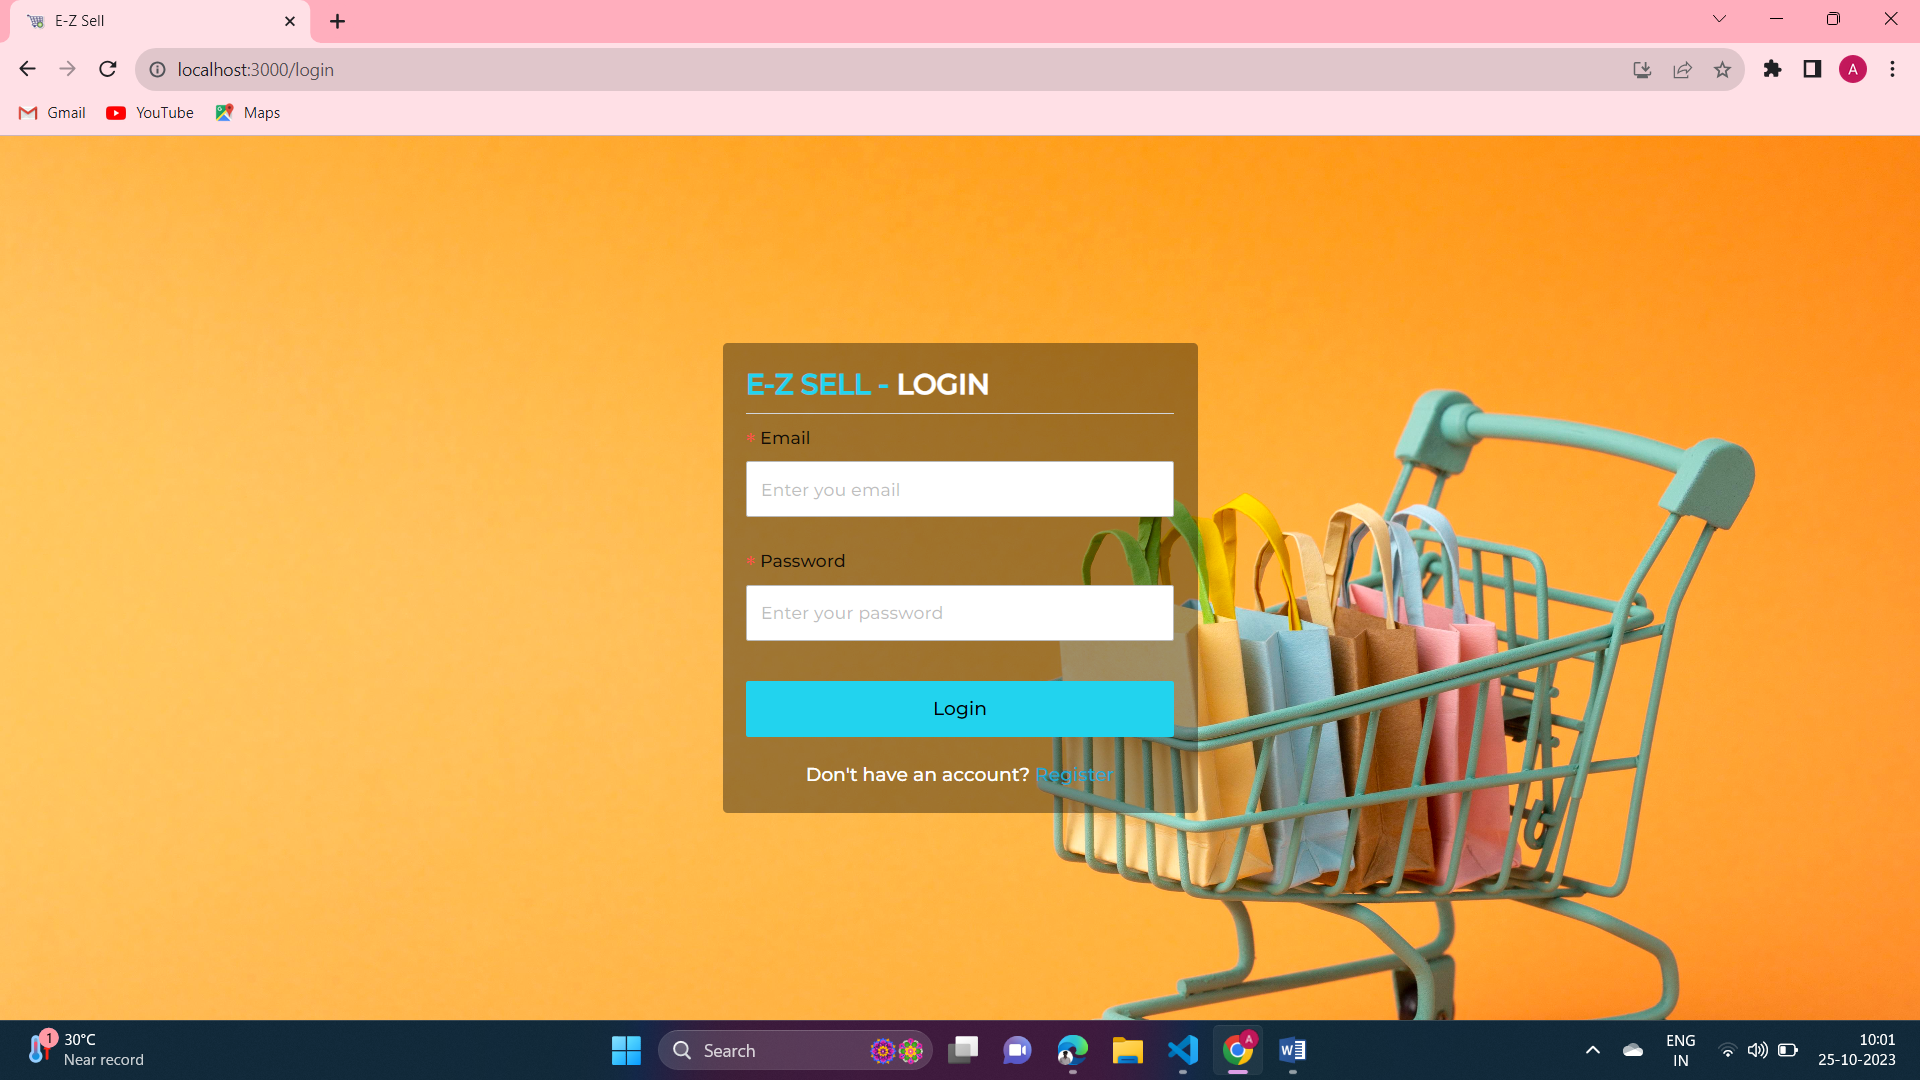 E-Z Sell
localhost:3000/login
A
Gmail
YouTube
Maps
E-Z SELL - LOGIN
* Email
Enter you email
* Password
Enter your password
Login
Don't have an account? Register
1
30°C
Near record
Search
A
W
ENG
IN
10:01
25-10-2023